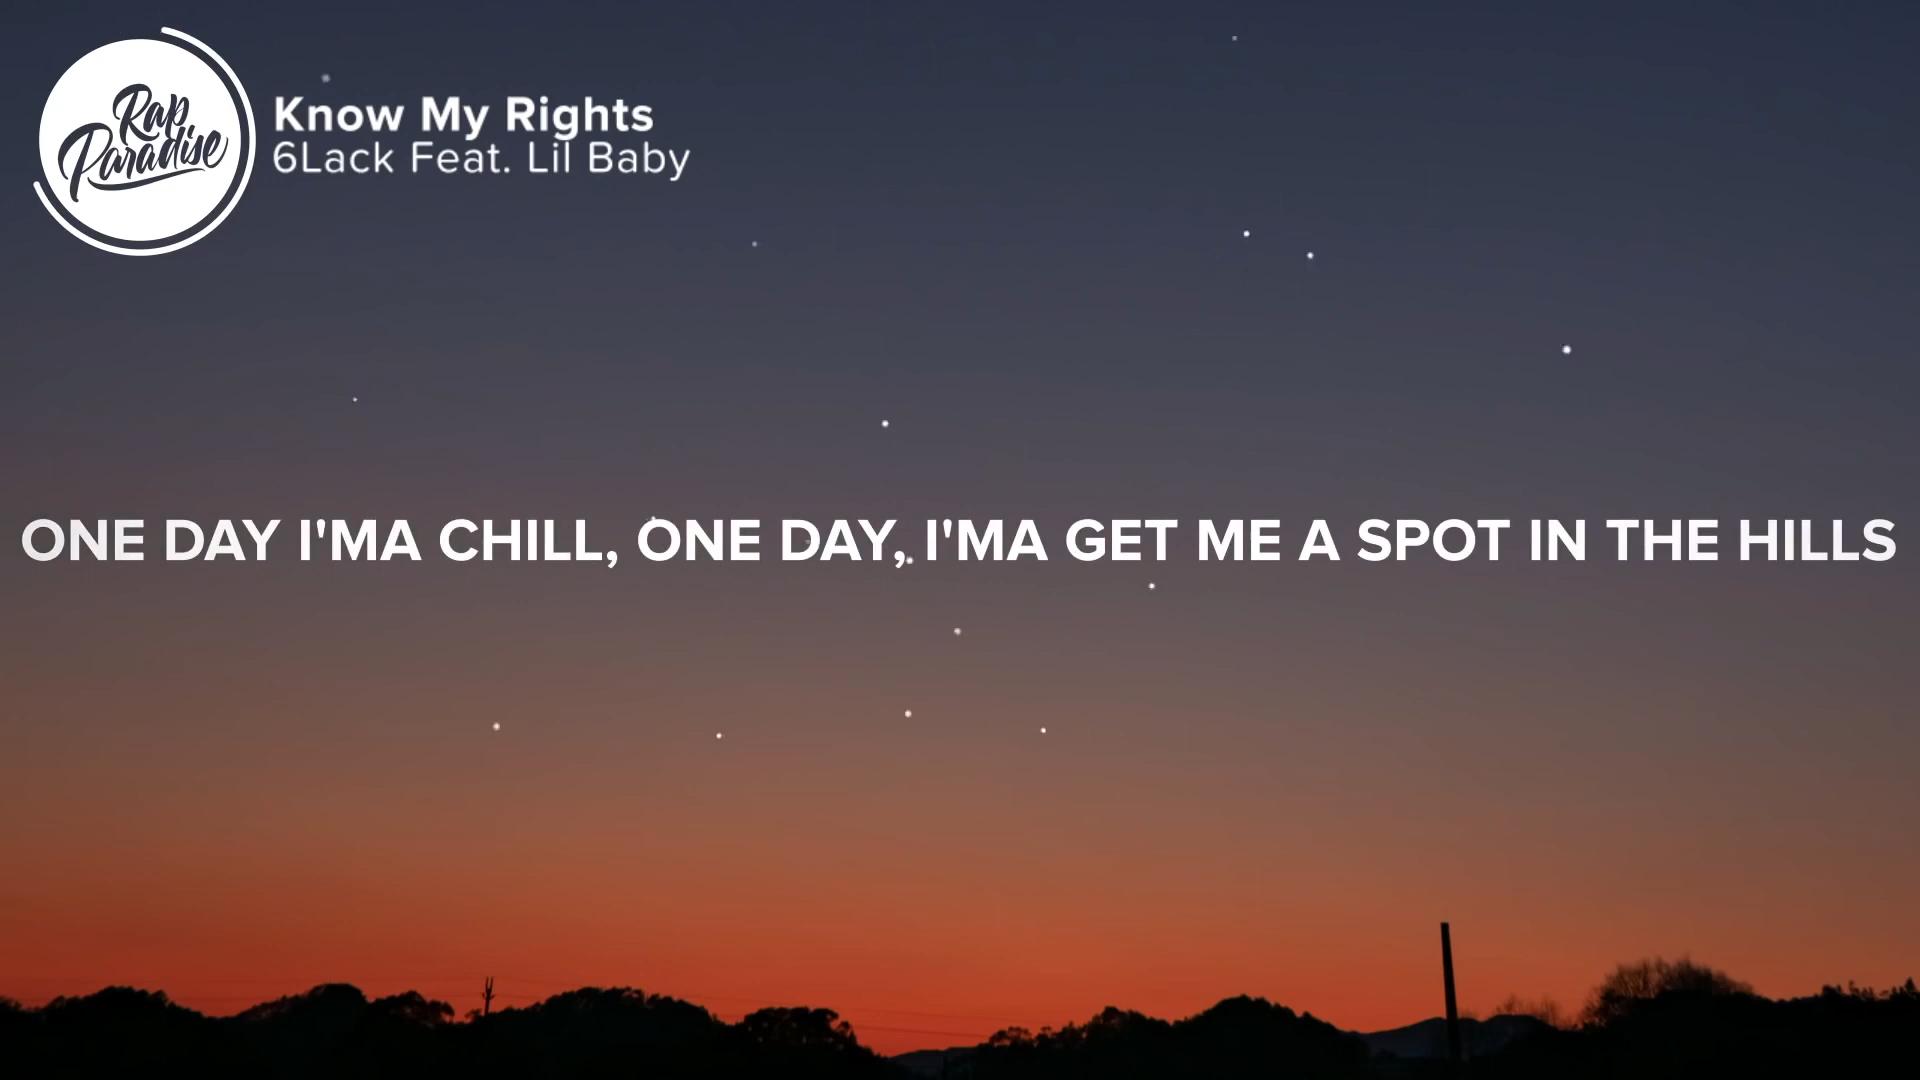 Rap
Paradise
Know My Rights
6Lack Feat. Lil Baby
ONE DAY I'MA CHILL, ONE DAY, I'MA GET ME A SPOT IN THE HILLS